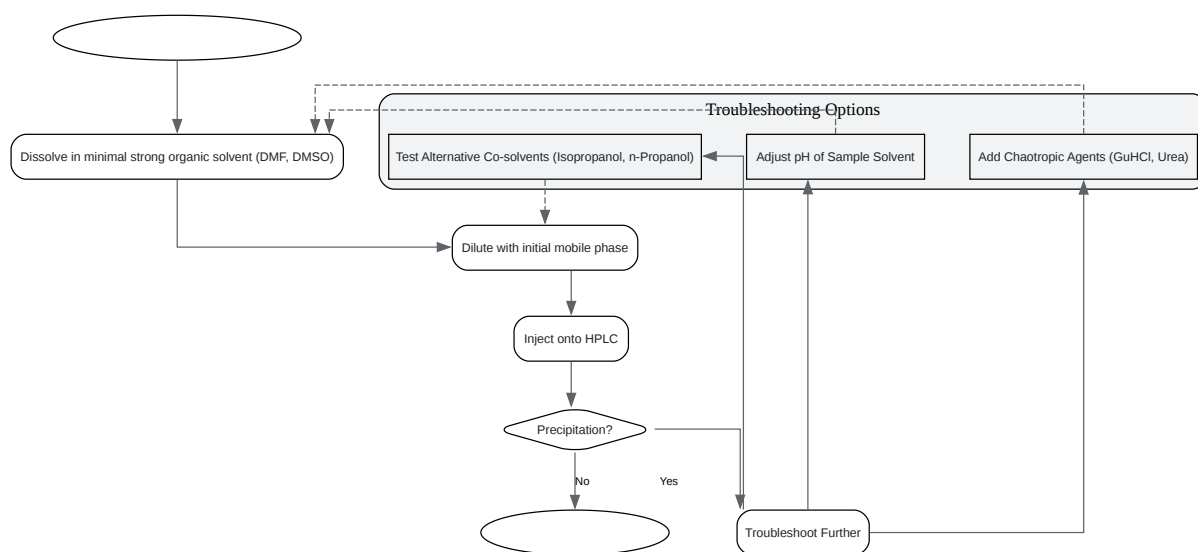 Troubleshooting Options
Dissolve in minimal strong organic solvent (DMF, DMSO)
Test Alternative Co-solvents (Isopropanol, n-Propanol)
Adjust pH of Sample Solvent
Add Chaotropic Agents (GuHCl, Urea)
Dilute with initial mobile phase
Inject onto HPLC
Precipitation?
No
Yes
Troubleshoot Further